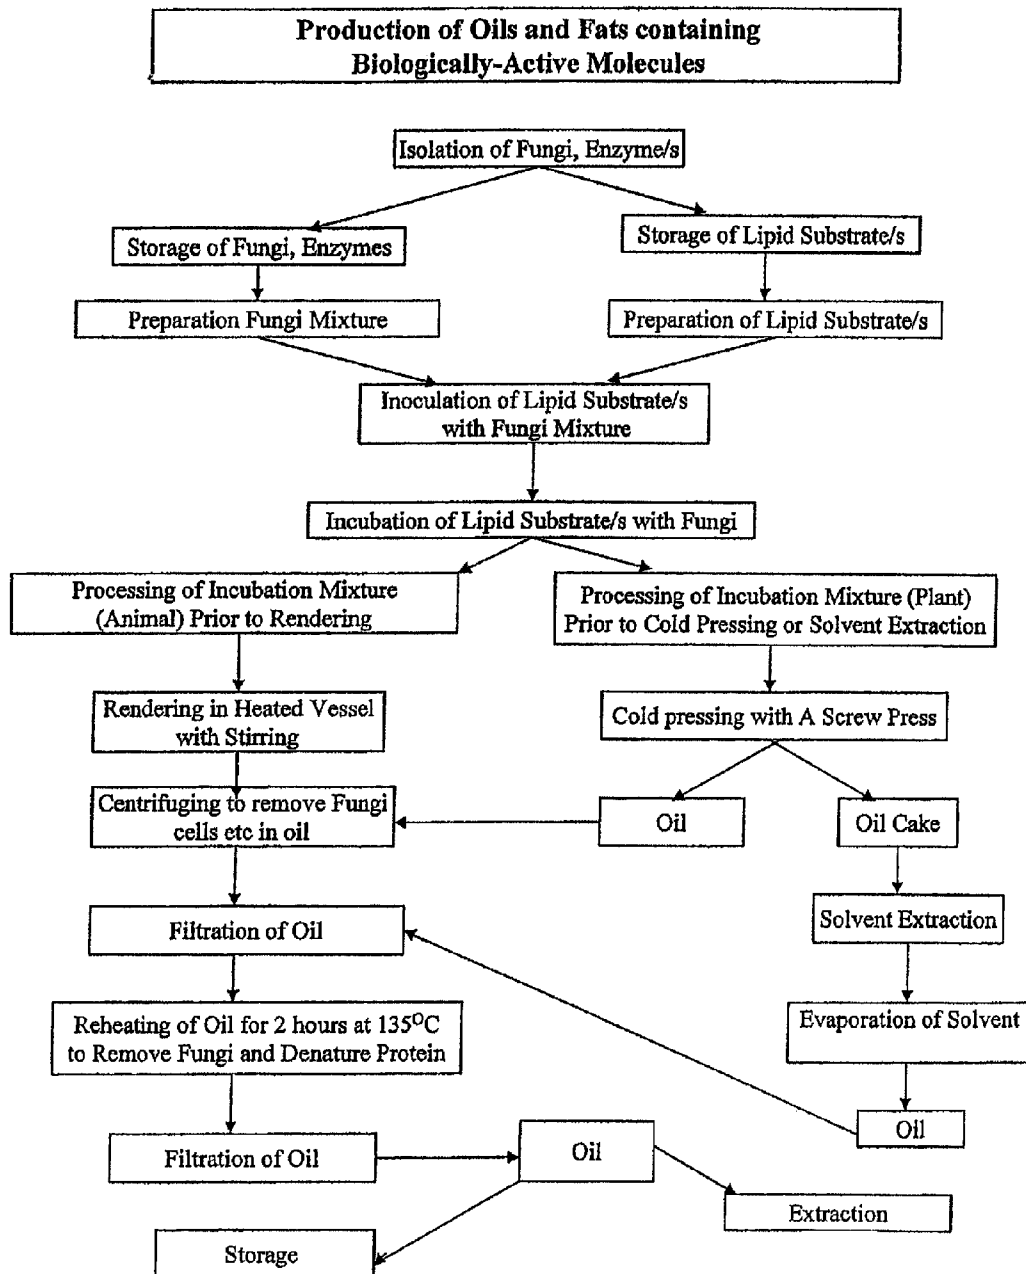 Production of Oils and Fats containing
Biologically-Active Molecules
Isolation of Fungi, Enzyme/s
Storage of Fungi, Enzymes
Storage of Lipid Substrate/s
Preparation Fungi Mixture
Preparation of Lipid Substrate/s
Inoculation of Lipid Substrate/s
with Fungi Mixture
Incubation of Lipid Substrate/s with Fungi
Processing of Incubation Mixture
(Animal) Prior to Rendering
Processing of Incubation Mixture (Plant)
Prior to Cold Pressing or Solvent Extraction
Rendering in Heated Vessel
with Stirring
Cold pressing with A Screw Press
Centrifuging to remove Fungi
cells etc in oil
Oil
Oil Cake
Filtration of Oil
Solvent Extraction
Reheating of Oil for 2 hours at 135°C
to Remove Fungi and Denature Protein
Evaporation of Solvent
Oil
Filtration of Oil
Oil
Extraction
Storage